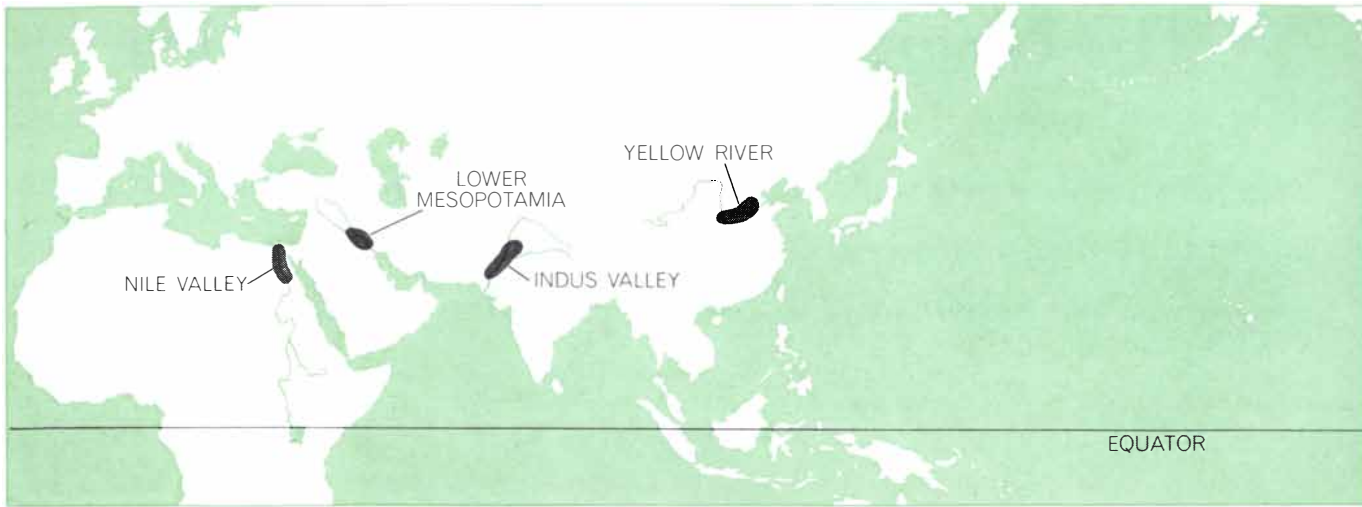 YELLOW RIVER
LOWER
MESOPOTAMIA
NILE VALLEY
INDUS VALLEY
EQUATOR